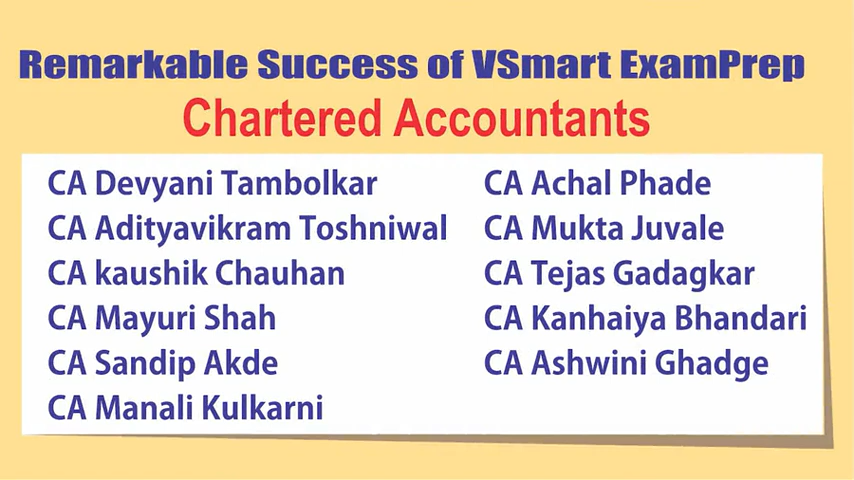 Remarkable Success of VSmart ExamPrep
Chartered Accountants
CA Devyani Tambolkar
CA Adityavikram Toshniwal
CA kaushik Chauhan
CA Mayuri Shah
CA Sandip Akde
CA Manali Kulkarni
CA Achal Phade
CA Mukta Juvale
CA Tejas Gadagkar
CA Kanhaiya Bhandari
CA Ashwini Ghadge